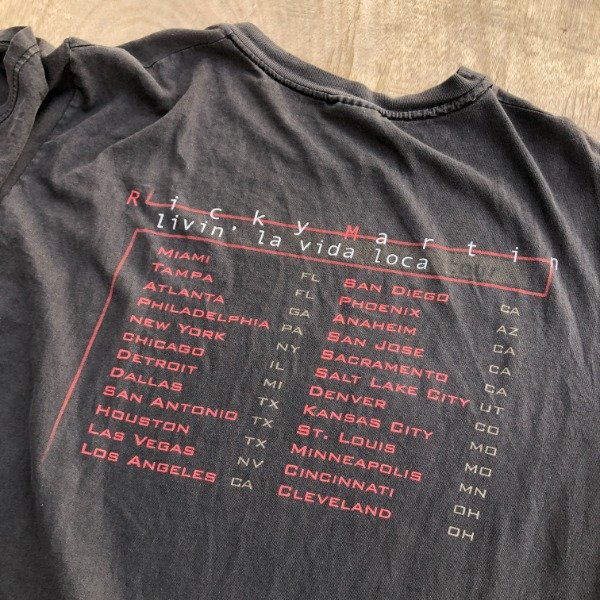 Ricky Martin
livin' la vida loca
Miami FL
Tampa FL
Atlanta GA
Philadelphia PA
New York NY
Chicago IL
Detroit MI
Dallas TX
San Antonio TX
Houston TX
Las Vegas NV
Los Angeles CA
San Diego CA
Phoenix AZ
Anaheim CA
San Jose CA
Sacramento CA
Salt Lake City UT
Denver CO
Kansas City MO
St. Louis MO
Minneapolis MN
Cincinnati OH
Cleveland OH